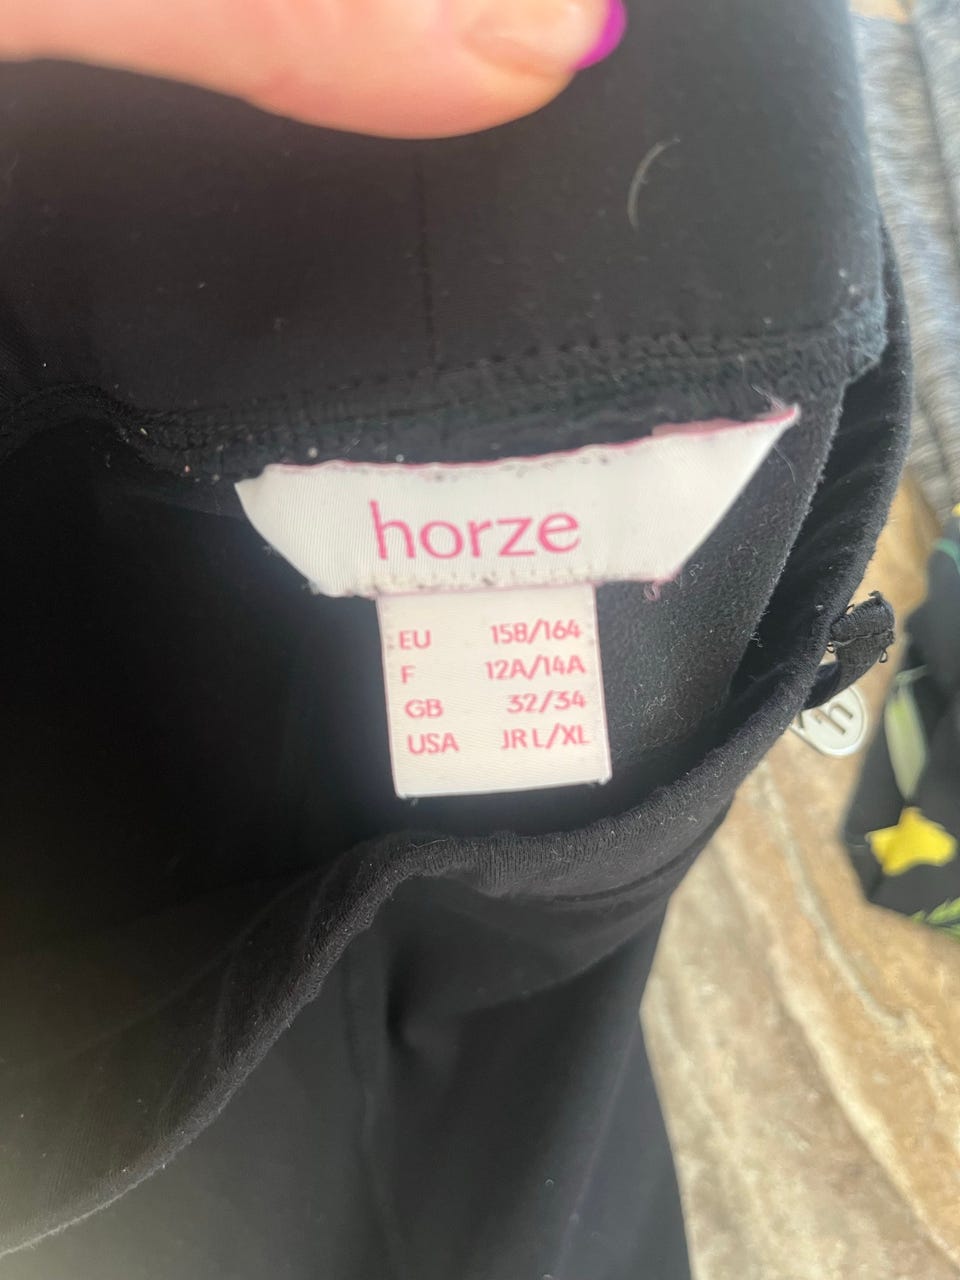 horze
EU 158/164
F 12A/14A
GB 32/34
USA JR L/XL
h